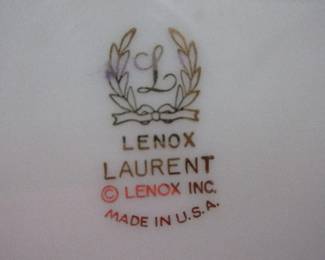 L
LENOX
LAURENT
© LENOX INC.
MADE IN U.S.A.